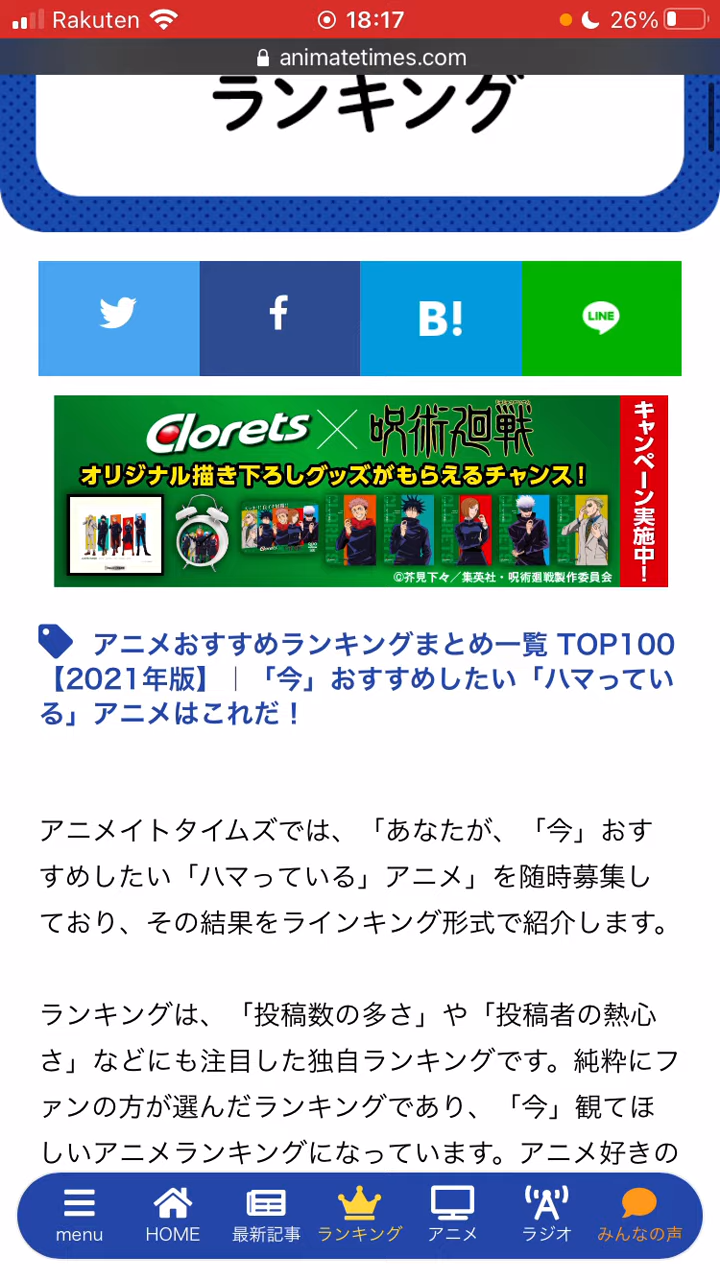 Rakuten 18:17 26%
animatetimes.com
ランキング
B! LINE
Clorets × 呪術廻戦
オリジナル描き下ろしグッズがもらえるチャンス！
キャンペーン実施中！
©芥見下々／集英社・呪術廻戦製作委員会
アニメおすすめランキングまとめ一覧 TOP100
【2021年版】｜「今」おすすめしたい「ハマってい
る」アニメはこれだ！
アニメイトタイムズでは、「あなたが、「今」おす
すめしたい「ハマっている」アニメ」を随時募集し
ており、その結果をラインキング形式で紹介します。
ランキングは、「投稿数の多さ」や「投稿者の熱心
さ」などにも注目した独自ランキングです。純粋にフ
ァンの方が選んだランキングであり、「今」観てほ
しいアニメランキングになっています。アニメ好きの
menu HOME 最新記事 ランキング アニメ ラジオ みんなの声